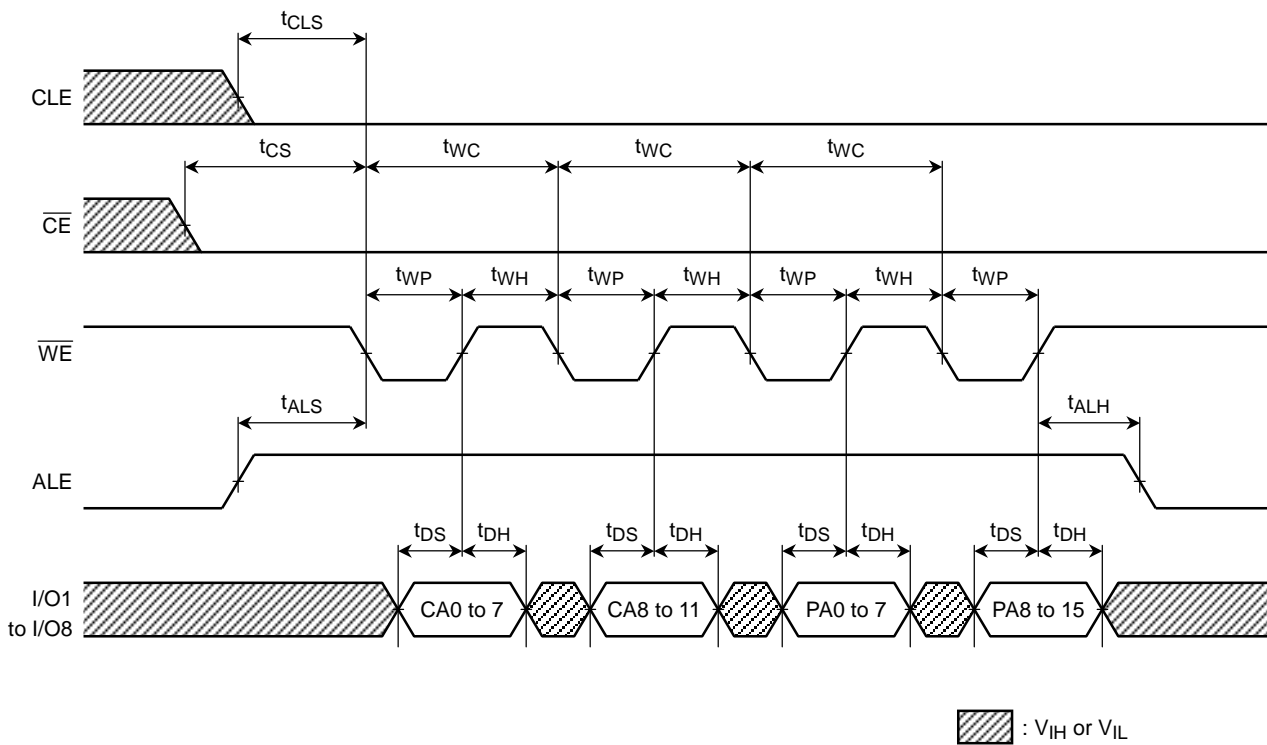 tCLS
CLE
tCS tWC tWC tWC
CE
tWP tWH tWP tWH tWP tWH tWP
WE
tALS tALH
ALE
tDS tDH tDS tDH tDS tDH tDS tDH
I/O1
to I/O8
CA0 to 7 CA8 to 11 PA0 to 7 PA8 to 15
: VIH or VIL